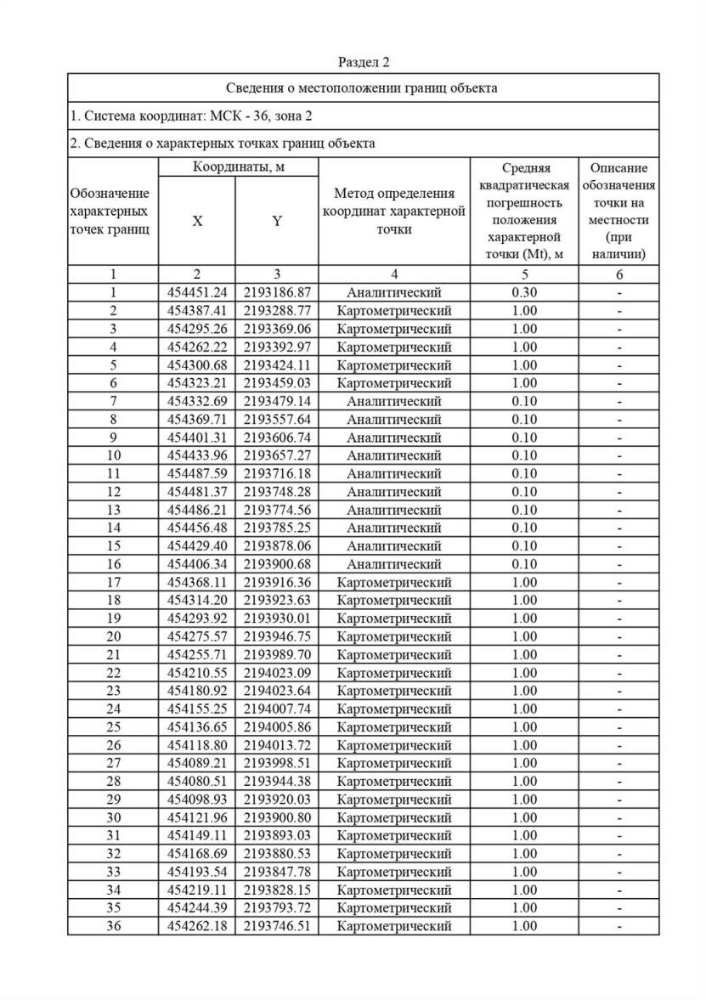 Раздел 2
Сведения о местоположении границ объекта
1. Система координат: МСК - 36, зона 2
2. Сведения о характерных точках границ объекта
Обозначение характерных точек границ
Координаты, м
X Y
Метод определения координат характерной точки
Средняя квадратическая погрешность положения характерной точки (Mt), м
Описание обозначения точки на местности (при наличии)
1 2 3 4 5 6
1 454451.24 2193186.87 Аналитический 0.30 -
2 454387.41 2193288.77 Картометрический 1.00 -
3 454295.26 2193369.06 Картометрический 1.00 -
4 454262.22 2193392.97 Картометрический 1.00 -
5 454300.68 2193424.11 Картометрический 1.00 -
6 454323.21 2193459.03 Картометрический 1.00 -
7 454332.69 2193479.14 Аналитический 0.10 -
8 454369.71 2193557.64 Аналитический 0.10 -
9 454401.31 2193606.74 Аналитический 0.10 -
10 454433.96 2193657.27 Аналитический 0.10 -
11 454487.59 2193716.18 Аналитический 0.10 -
12 454481.37 2193748.28 Аналитический 0.10 -
13 454486.21 2193774.56 Аналитический 0.10 -
14 454456.48 2193785.25 Аналитический 0.10 -
15 454429.40 2193878.06 Аналитический 0.10 -
16 454406.34 2193900.68 Аналитический 0.10 -
17 454368.11 2193916.36 Картометрический 1.00 -
18 454314.20 2193923.63 Картометрический 1.00 -
19 454293.92 2193930.01 Картометрический 1.00 -
20 454275.57 2193946.75 Картометрический 1.00 -
21 454255.71 2193989.70 Картометрический 1.00 -
22 454210.55 2194023.09 Картометрический 1.00 -
23 454180.92 2194023.64 Картометрический 1.00 -
24 454155.25 2194007.74 Картометрический 1.00 -
25 454136.65 2194005.86 Картометрический 1.00 -
26 454118.80 2194013.72 Картометрический 1.00 -
27 454089.21 2193998.51 Картометрический 1.00 -
28 454080.51 2193944.38 Картометрический 1.00 -
29 454098.93 2193920.03 Картометрический 1.00 -
30 454121.96 2193900.80 Картометрический 1.00 -
31 454149.11 2193893.03 Картометрический 1.00 -
32 454168.69 2193880.53 Картометрический 1.00 -
33 454193.54 2193847.78 Картометрический 1.00 -
34 454219.11 2193828.15 Картометрический 1.00 -
35 454244.39 2193793.72 Картометрический 1.00 -
36 454262.18 2193746.51 Картометрический 1.00 -